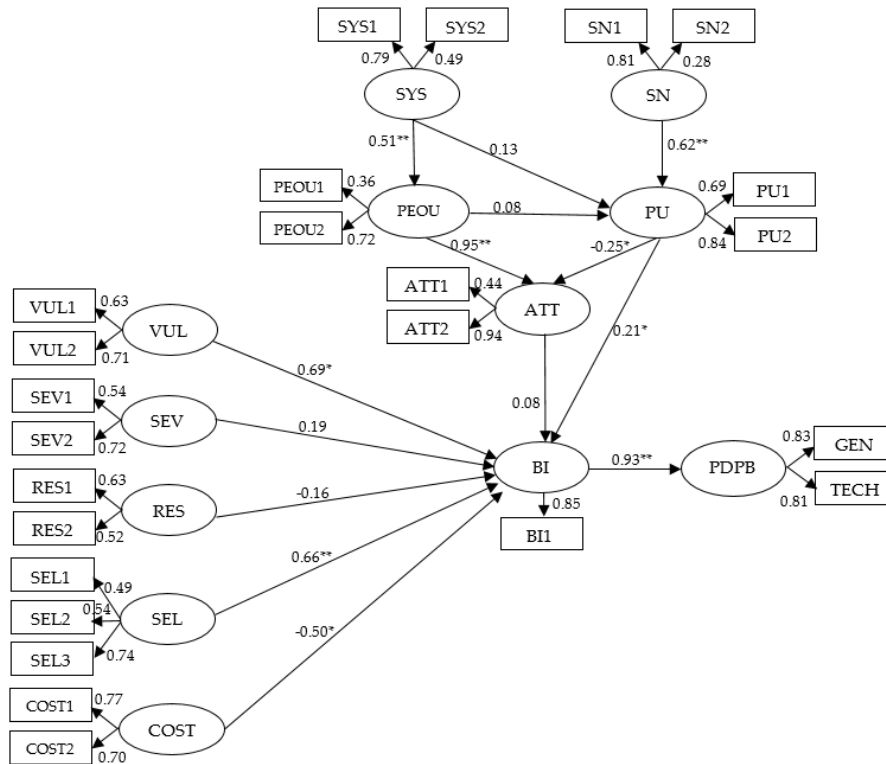 SYS1 SYS2 SN1 SN2
0.79 0.49 0.81 0.28
SYS SN
0.51** 0.13 0.62**
PEOU1 0.36 0.69 PU1
PEOU PU
0.08
PEOU2 0.72 0.84 PU2
0.95** -0.25*
ATT1 0.44
ATT
ATT2 0.94
0.21*
VUL1 0.63
VUL
VUL2 0.71
0.69*
SEV1 0.54
SEV
SEV2 0.72
0.19 0.08
BI 0.93** PDPB
0.83 GEN
0.81 TECH
RES1 0.63
RES
RES2 0.52
-0.16
0.85
BI1
SEL1 0.49
SEL2 0.54 SEL
SEL3 0.74
0.66**
-0.50*
COST1 0.77
COST
COST2 0.70